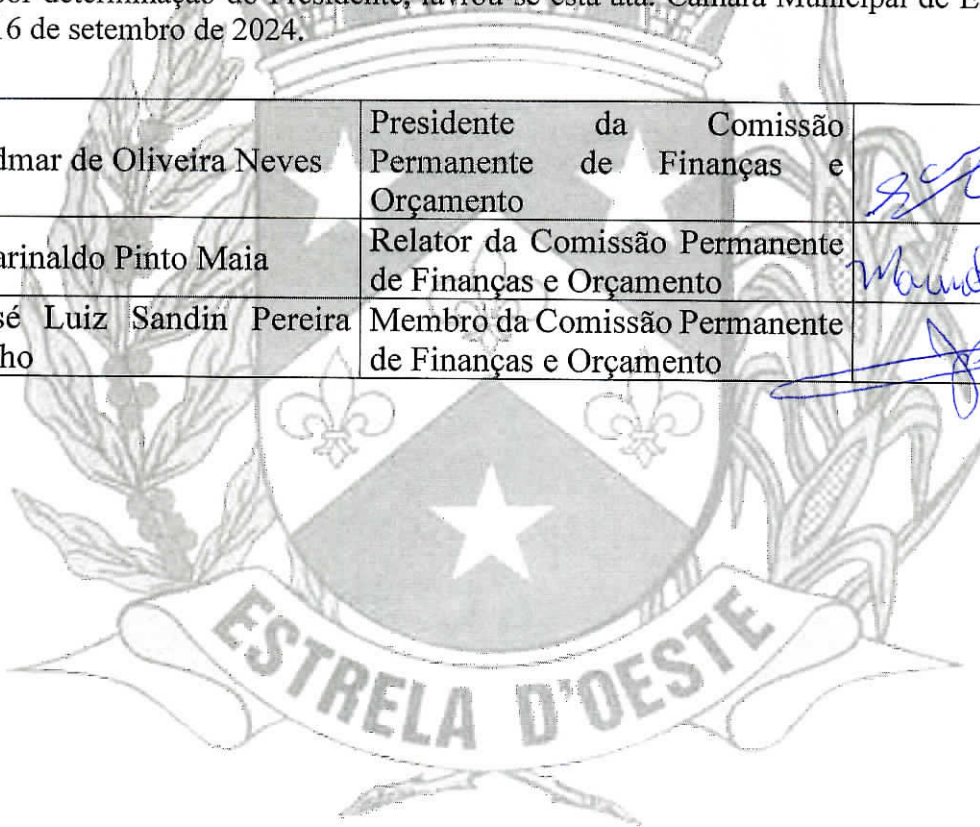 por determinação do Presidente, lavrou-se esta ata. Câmara Municipal de E
16 de setembro de 2024.
dmar de Oliveira Neves
Presidente da Comissão
Permanente de Finanças e
Orçamento
arinaldo Pinto Maia
Relator da Comissão Permanente
de Finanças e Orçamento
sé Luiz Sandin Pereira
lho
Membro da Comissão Permanente
de Finanças e Orçamento
ESTRELA D'OESTE